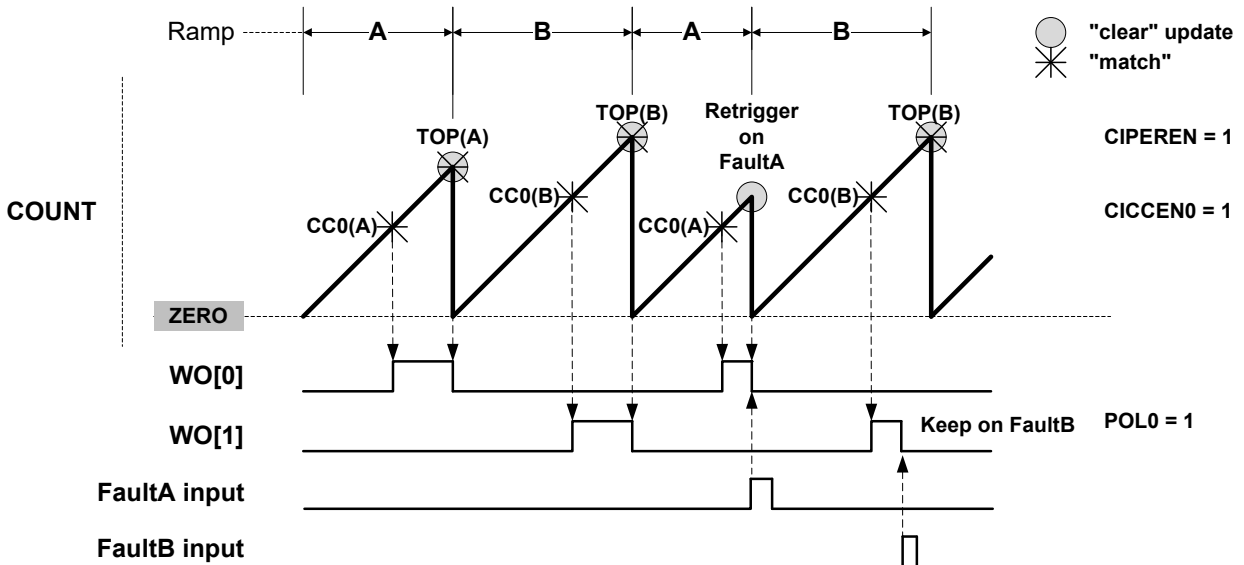 Ramp A B A B
"clear" update
"match"
TOP(A)
TOP(B)
Retrigger
on
FaultA
TOP(B)
CIPEREN = 1
COUNT
CC0(A)
CC0(B)
CC0(A)
CC0(B)
CICCEN0 = 1
ZERO
WO[0]
WO[1]
Keep on FaultB
POL0 = 1
FaultA input
FaultB input